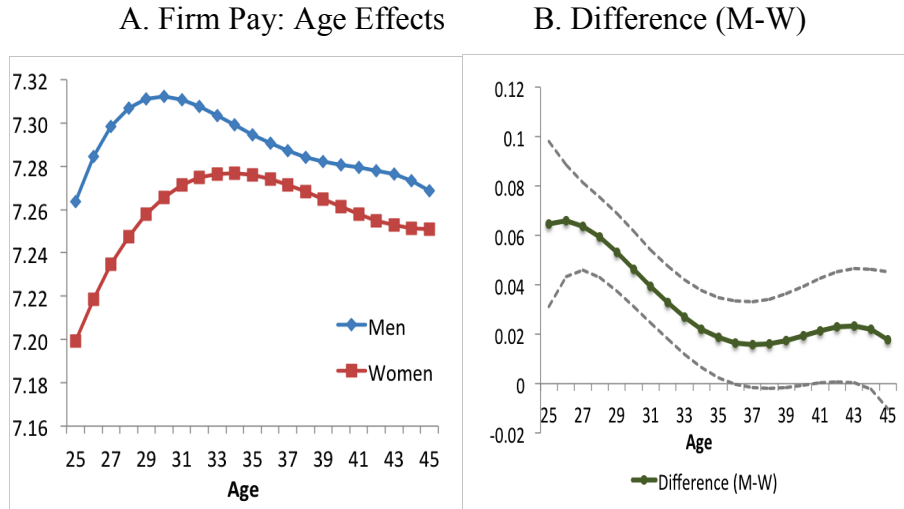 A. Firm Pay: Age Effects
B. Difference (M-W)
7.32
7.30
7.28
7.26
7.24
7.22
7.20
7.18
7.16
Men
Women
25 27 29 31 33 35 37 39 41 43 45
Age
0.12
0.1
0.08
0.06
0.04
0.02
0
-0.02
25 27 29 31 33 35 37 39 41 43 45
Age
Difference (M-W)